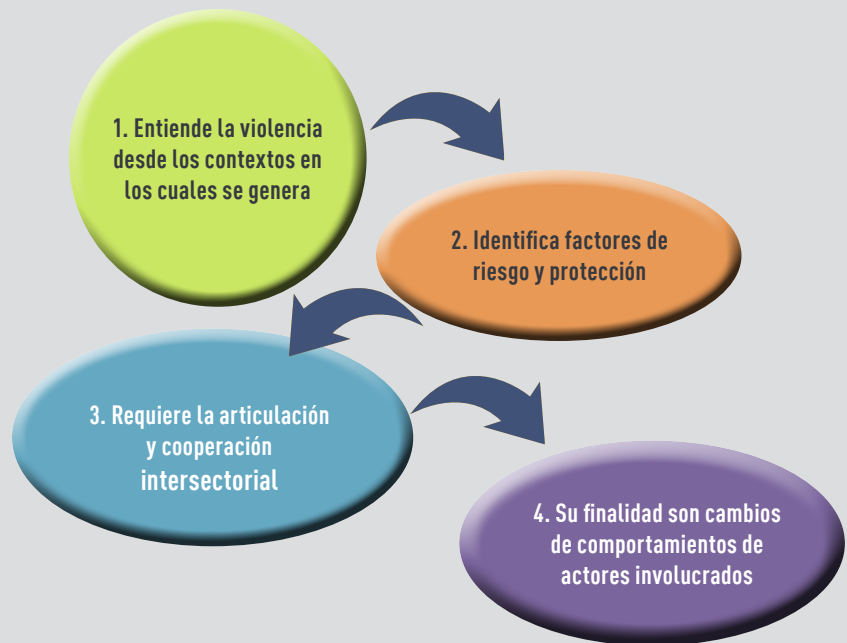 1. Entiende la violencia
desde los contextos en
los cuales se genera
2. Identifica factores de
riesgo y protección
3. Requiere la articulación
y cooperación
intersectorial
4. Su finalidad son cambios
de comportamientos de
actores involucrados